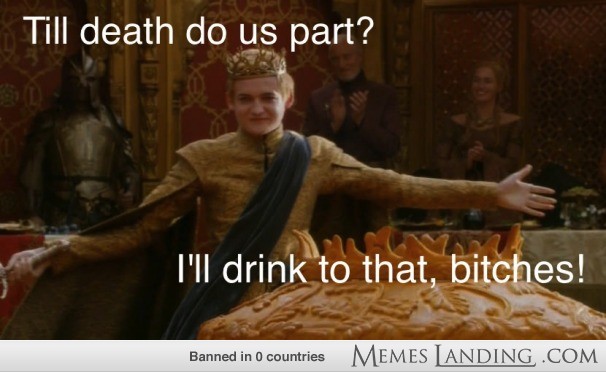 Till death do us part?
I'll drink to that, bitches!
Banned in 0 countries MEMES LANDING .COM